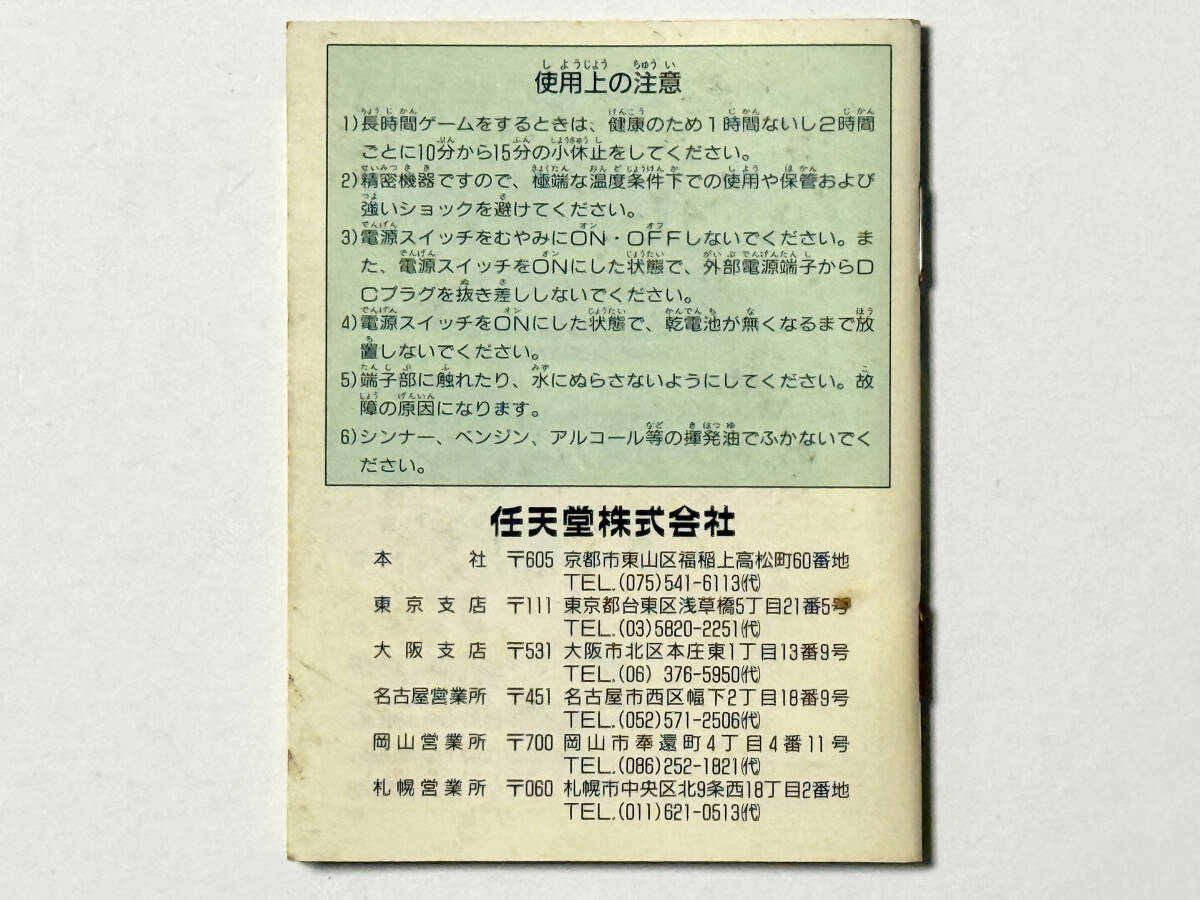 使用上の注意
1)長時間ゲームをするときは、健康のため1時間ないし2時間
ごとに10分から15分の小休止をしてください。
2)精密機器ですので、極端な温度条件下での使用や保管および
強いショックを避けてください。
3)電源スイッチをむやみにON・OFFしないでください。ま
た、電源スイッチをONにした状態で、外部電源端子からD
Cプラグを抜き差ししないでください。
4)電源スイッチをONにした状態で、乾電池が無くなるまで放
置しないでください。
5)端子部に触れたり、水にぬらさないようにしてください。故
障の原因になります。
6)シンナー、ベンジン、アルコール等の揮発油でふかないでく
ださい。
任天堂株式会社
本社 〒605 京都市東山区福稲上高松町60番地
TEL.(075)541-6113(代)
東京支店 〒111 東京都台東区浅草橋5丁目21番5号
TEL.(03)5820-2251(代)
大阪支店 〒531 大阪市北区本庄東1丁目13番9号
TEL.(06) 376-5950(代)
名古屋営業所 〒451 名古屋市西区幅下2丁目18番9号
TEL.(052)571-2506(代)
岡山営業所 〒700 岡山市奉還町4丁目4番11号
TEL.(086)252-1821(代)
札幌営業所 〒060 札幌市中央区北9条西18丁目2番地
TEL.(011)621-0513(代)